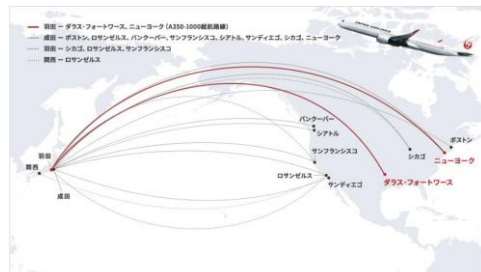 羽田 － ダラス・フォートワース、ニューヨーク (A350-1000就航路線)
成田 － ボストン、ロサンゼルス、バンクーバー、サンフランシスコ、シアトル、サンディエゴ、シカゴ、ニューヨーク
羽田 － シカゴ、ロサンゼルス、サンフランシスコ
関西 － ロサンゼルス
バンクーバー
シアトル
ボストン
羽田
サンフランシスコ
シカゴ
ニューヨーク
関西
ロサンゼルス
サンディエゴ
ダラス・フォートワース
成田